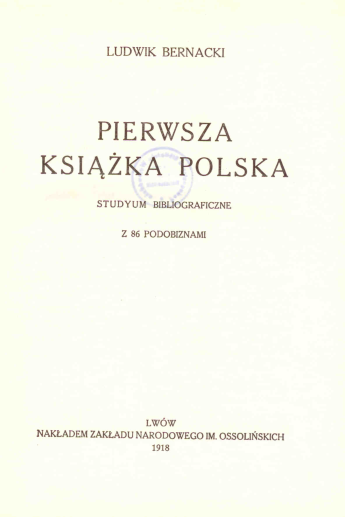 LUDWIK BERNACKI
PIERWSZA
KSIĄŻKA POLSKA
STUDYUM BIBLIOGRAFICZNE
Z 86 PODOBIZNAMI
LWÓW
NAKŁADEM ZAKŁADU NARODOWEGO IM. OSSOLIŃSKICH
1918